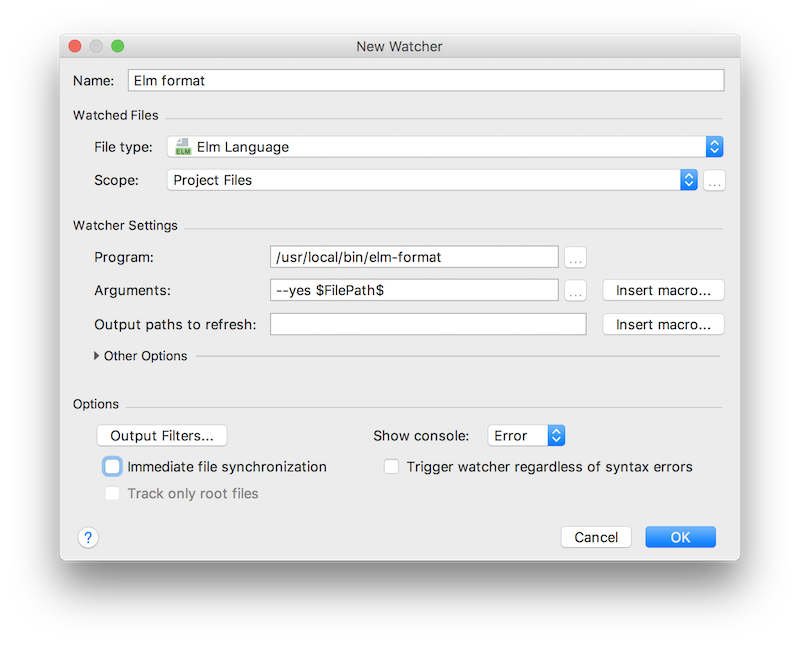 New Watcher
Name: Elm format
Watched Files
File type: ELM Elm Language
Scope: Project Files ...
Watcher Settings
Program: /usr/local/bin/elm-format ...
Arguments: --yes $FilePath$ ... Insert macro...
Output paths to refresh: Insert macro...
Other Options
Options
Output Filters... Show console: Error
Immediate file synchronization Trigger watcher regardless of syntax errors
Track only root files
? Cancel OK